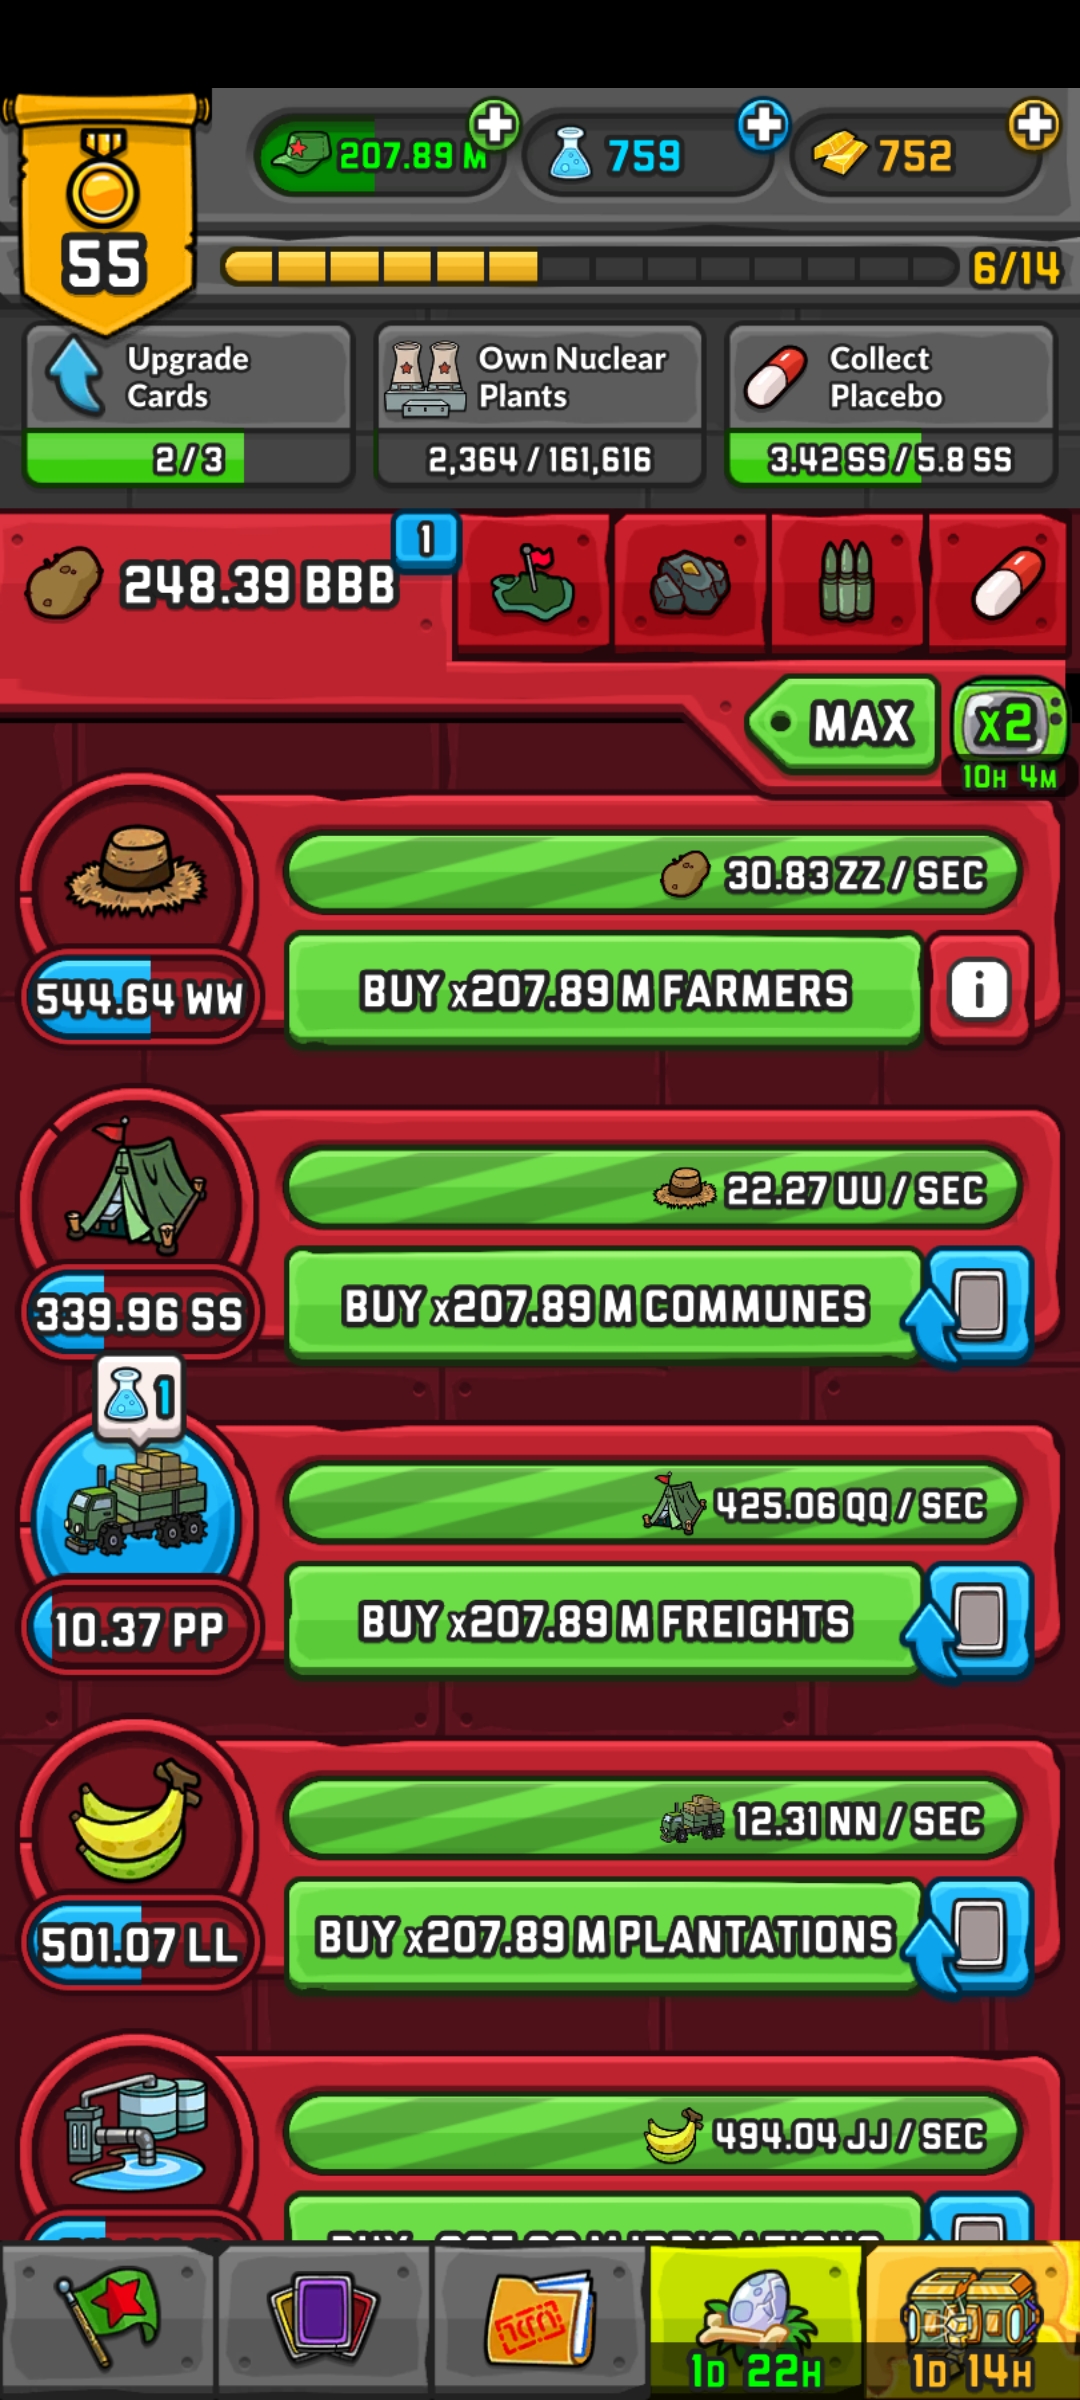 55
207.89 M
759
752
6/14
Upgrade
Cards
2/3
Own Nuclear
Plants
2,364/161,616
Collect
Placebo
3.42 SS/5.8 SS
248.39 BBB
1
MAX
x2
10H 4M
30.83 ZZ / SEC
544.64 WW
BUY x207.89 M FARMERS
i
22.27 UU / SEC
339.96 SS
BUY x207.89 M COMMUNES
1
425.06 QQ / SEC
10.37 PP
BUY x207.89 M FREIGHTS
12.31 NN / SEC
501.07 LL
BUY x207.89 M PLANTATIONS
494.04 JJ / SEC
1D 22H
1D 14H